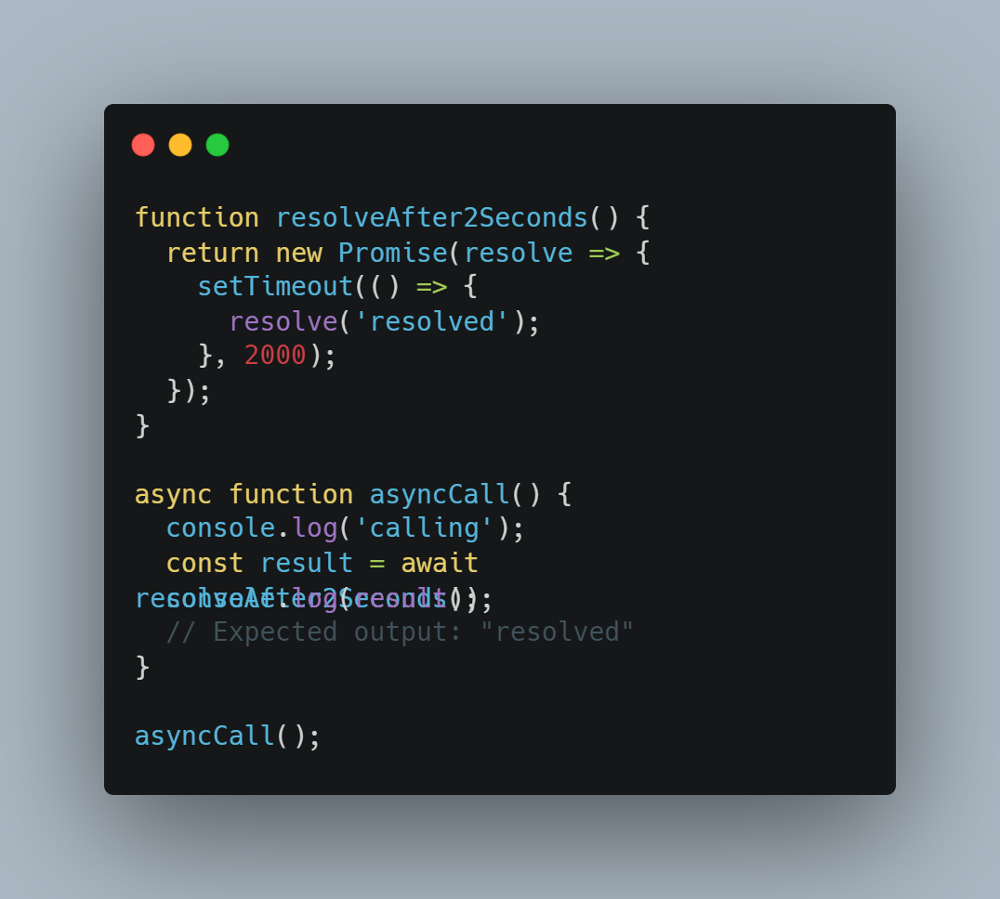 function resolveAfter2Seconds() {
  return new Promise(resolve => {
    setTimeout(() => {
      resolve('resolved');
    }, 2000);
  });
}

async function asyncCall() {
  console.log('calling');
  const result = await
resolveAfter2Seconds();
  console.log(result);
  // Expected output: "resolved"
}

asyncCall();